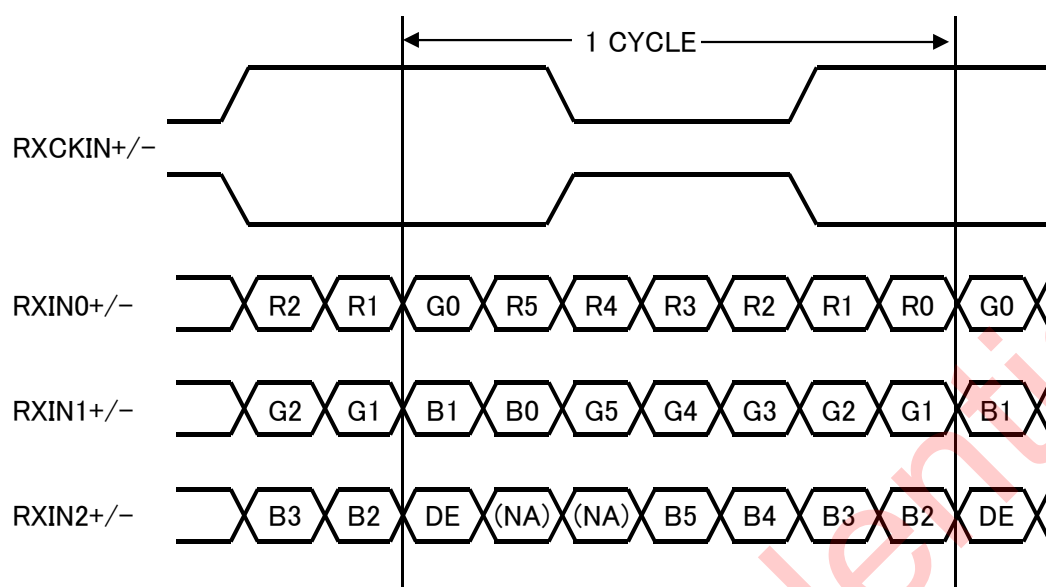 1 CYCLE
RXCKIN+/-
RXIN0+/- R2 R1 G0 R5 R4 R3 R2 R1 R0 G0
RXIN1+/- G2 G1 B1 B0 G5 G4 G3 G2 G1 B1
RXIN2+/- B3 B2 DE (NA) (NA) B5 B4 B3 B2 DE